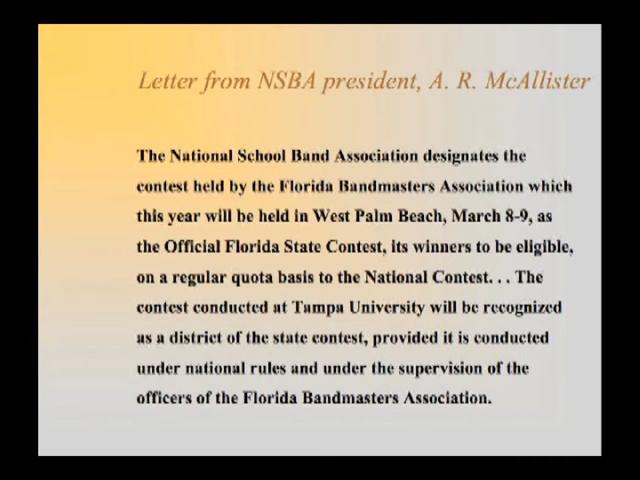 Letter from NSBA president, A. R. McAllister
The National School Band Association designates the
contest held by the Florida Bandmasters Association which
this year will be held in West Palm Beach, March 8-9, as
the Official Florida State Contest, its winners to be eligible,
on a regular quota basis to the National Contest. . . The
contest conducted at Tampa University will be recognized
as a district of the state contest, provided it is conducted
under national rules and under the supervision of the
officers of the Florida Bandmasters Association.